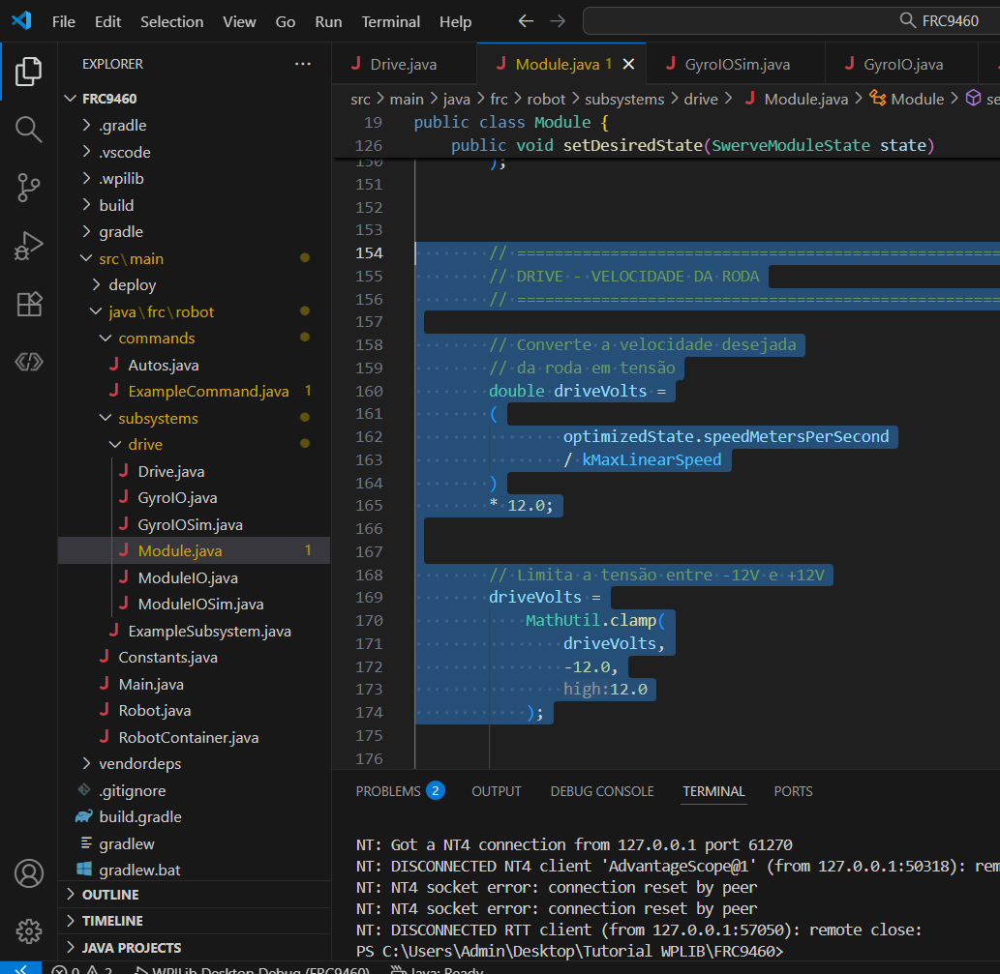 File Edit Selection View Go Run Terminal Help FRC9460
EXPLORER
FRC9460
.gradle
.vscode
.wpilib
build
gradle
src\main
deploy
java\frc\robot
commands
Autos.java
ExampleCommand.java 1
subsystems
drive
Drive.java
GyroIO.java
GyroIOSim.java
Module.java 1
ModuleIO.java
ModuleIOSim.java
ExampleSubsystem.java
Constants.java
Main.java
Robot.java
RobotContainer.java
vendordeps
.gitignore
build.gradle
gradlew
gradlew.bat
OUTLINE
TIMELINE
JAVA PROJECTS
Drive.java Module.java 1 GyroIOSim.java GyroIO.java
src > main > java > frc > robot > subsystems > drive > Module.java > Module > se
19 public class Module {
126 public void setDesiredState(SwerveModuleState state)
150 );
151
152
153
154 // ====================================================
155 // DRIVE - VELOCIDADE DA RODA
156 // ====================================================
157
158 // Converte a velocidade desejada
159 // da roda em tensão
160 double driveVolts =
161 (
162 optimizedState.speedMetersPerSecond
163 / kMaxLinearSpeed
164 )
165 * 12.0;
166
167
168 // Limita a tensão entre -12V e +12V
169 driveVolts =
170 MathUtil.clamp(
171 driveVolts,
172 -12.0,
173 high:12.0
174 );
175
176
PROBLEMS 2 OUTPUT DEBUG CONSOLE TERMINAL PORTS
NT: Got a NT4 connection from 127.0.0.1 port 61270
NT: DISCONNECTED NT4 client 'AdvantageScope@1' (from 127.0.0.1:50318): rem
NT: NT4 socket error: connection reset by peer
NT: NT4 socket error: connection reset by peer
NT: DISCONNECTED RTT client (from 127.0.0.1:57050): remote close:
PS C:\Users\Admin\Desktop\Tutorial WPLIB\FRC9460>
0 2 WPILib Desktop Debug (FRC9460) Java: Ready